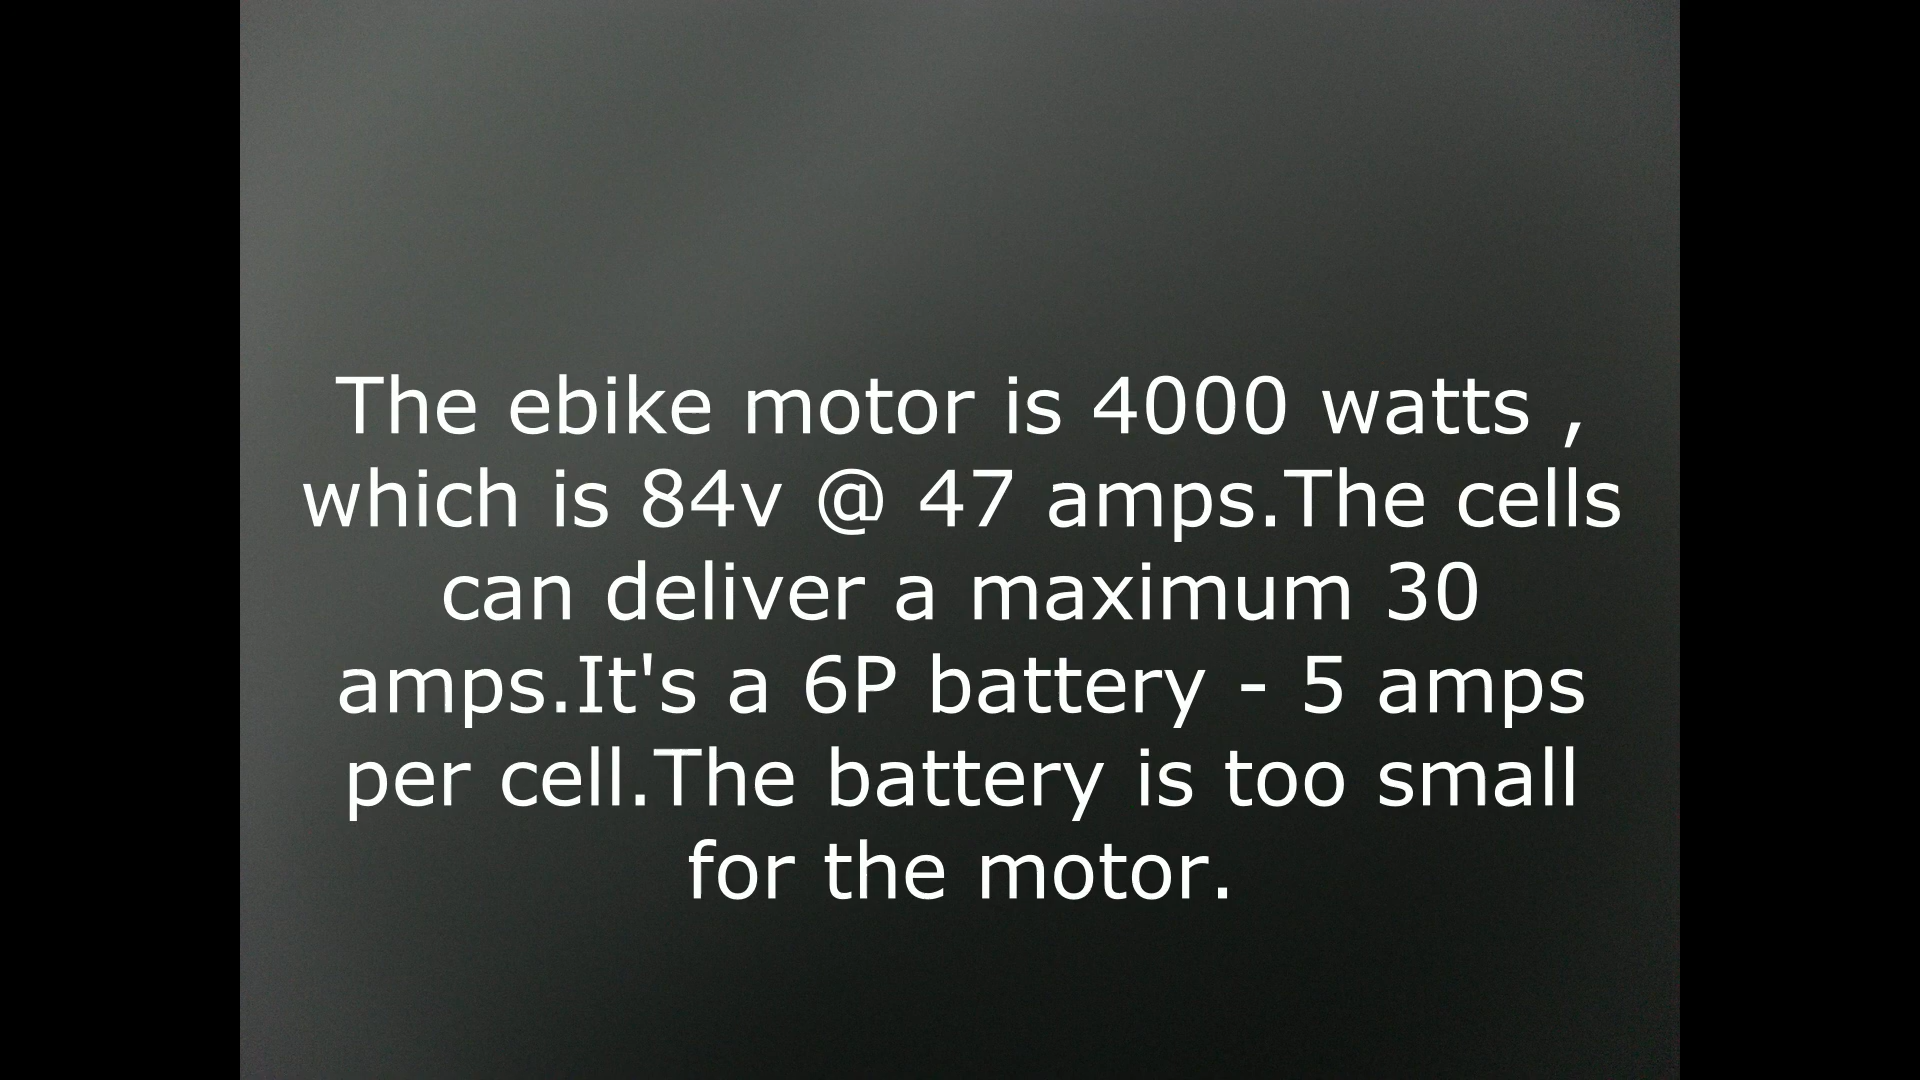 The ebike motor is 4000 watts ,
which is 84v @ 47 amps.The cells
can deliver a maximum 30
amps.It's a 6P battery - 5 amps
per cell.The battery is too small
for the motor.